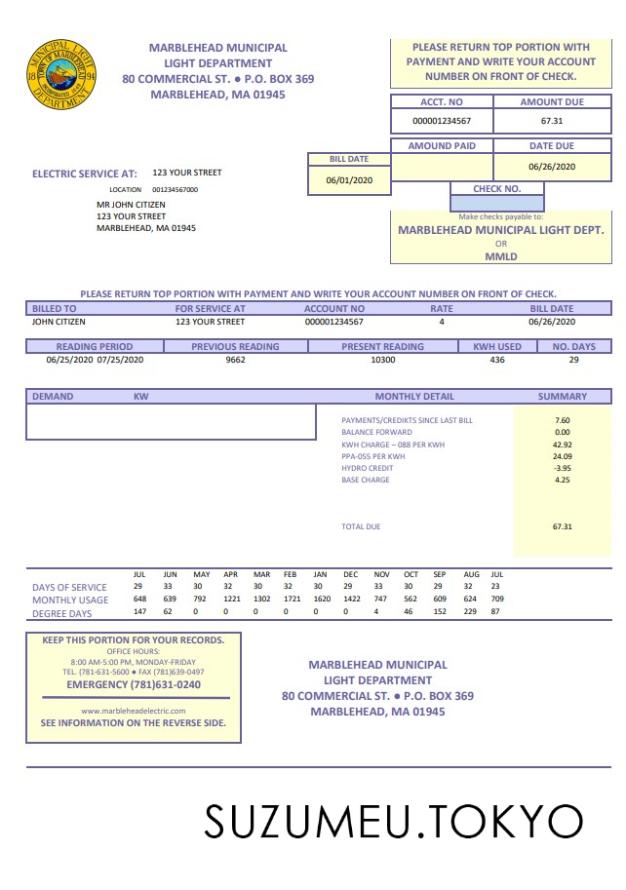 MUNICIPAL LIGHT
TOWN OF MARBLEHEAD
18 94
DEPARTMENT
MARBLEHEAD MUNICIPAL
LIGHT DEPARTMENT
80 COMMERCIAL ST. ● P.O. BOX 369
MARBLEHEAD, MA 01945
PLEASE RETURN TOP PORTION WITH
PAYMENT AND WRITE YOUR ACCOUNT
NUMBER ON FRONT OF CHECK.
ACCT. NO AMOUNT DUE
000001234567 67.31
AMOUND PAID DATE DUE
06/26/2020
BILL DATE
06/01/2020
CHECK NO.
ELECTRIC SERVICE AT: 123 YOUR STREET
LOCATION 001234567000
MR JOHN CITIZEN
123 YOUR STREET
MARBLEHEAD, MA 01945
Make checks payable to:
MARBLEHEAD MUNICIPAL LIGHT DEPT.
OR
MMLD
PLEASE RETURN TOP PORTION WITH PAYMENT AND WRITE YOUR ACCOUNT NUMBER ON FRONT OF CHECK.
BILLED TO FOR SERVICE AT ACCOUNT NO RATE BILL DATE
JOHN CITIZEN 123 YOUR STREET 000001234567 4 06/26/2020
READING PERIOD PREVIOUS READING PRESENT READING KWH USED NO. DAYS
06/25/2020 07/25/2020 9662 10300 436 29
DEMAND KW MONTHLY DETAIL SUMMARY
PAYMENTS/CREDIKTS SINCE LAST BILL 7.60
BALANCE FORWARD 0.00
KWH CHARGE – 088 PER KWH 42.92
PPA-055 PER KWH 24.09
HYDRO CREDIT -3.95
BASE CHARGE 4.25
TOTAL DUE 67.31
JUL JUN MAY APR MAR FEB JAN DEC NOV OCT SEP AUG JUL
DAYS OF SERVICE 29 33 30 32 30 32 30 29 33 30 29 32 23
MONTHLY USAGE 648 639 792 1221 1302 1721 1620 1422 747 562 609 624 709
DEGREE DAYS 147 62 0 0 0 0 0 0 4 46 152 229 87
KEEP THIS PORTION FOR YOUR RECORDS.
OFFICE HOURS:
8:00 AM-5:00 PM, MONDAY-FRIDAY
TEL. (781-631-5600 ● FAX (781)639-0497
EMERGENCY (781)631-0240
www.marbleheadelectric.com
SEE INFORMATION ON THE REVERSE SIDE.
MARBLEHEAD MUNICIPAL
LIGHT DEPARTMENT
80 COMMERCIAL ST. ● P.O. BOX 369
MARBLEHEAD, MA 01945
SUZUMEU.TOKYO